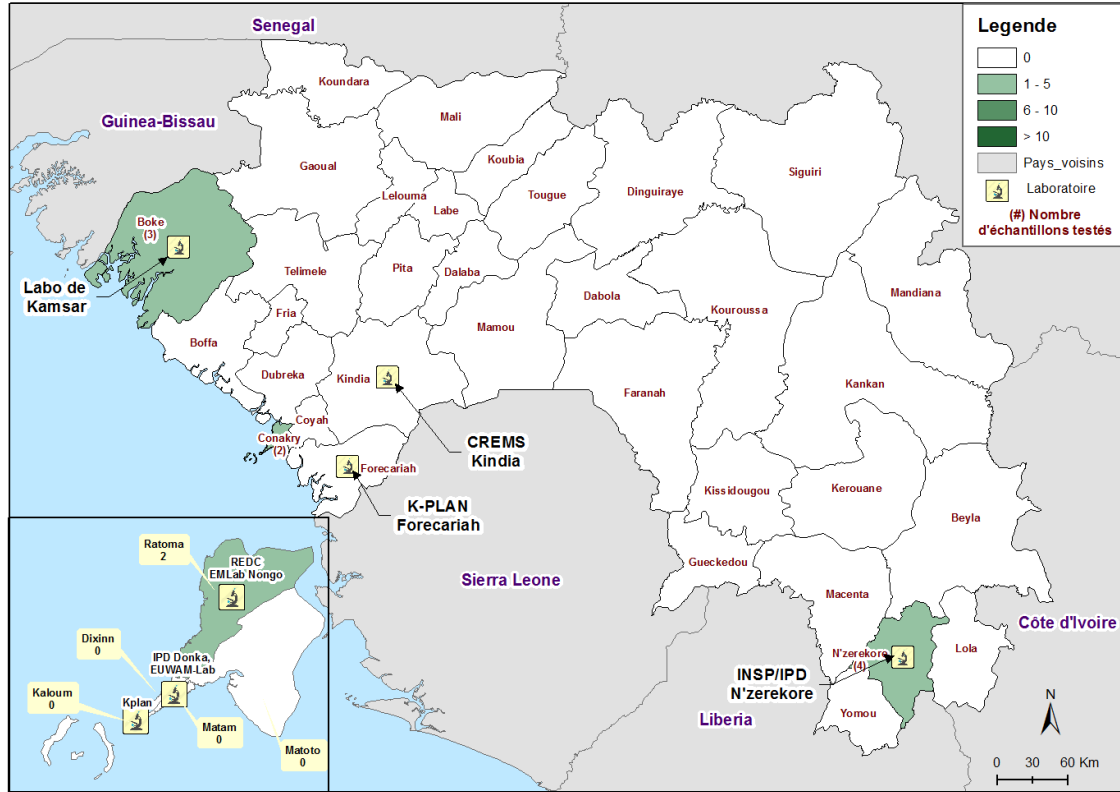 Senegal
Guinea-Bissau
Koundara
Mali
Gaoual
Koubia
Lelouma
Labe
Tougue
Dinguiraye
Siguiri
Boke
(3)
Labo de
Kamsar
Telimele
Pita
Dalaba
Fria
Boffa
Dubreka
Kindia
Mamou
Dabola
Kouroussa
Mandiana
Faranah
Kankan
Coyah
Conakry
(2)
CREMS
Kindia
Forecariah
K-PLAN
Forecariah
Kissidougou
Kerouane
Beyla
Gueckedou
Macenta
Sierra Leone
Côte d'Ivoire
N'zerekore
(4)
Lola
INSP/IPD
N'zerekore
Yomou
Liberia
Legende
0
1 - 5
6 - 10
> 10
Pays_voisins
Laboratoire
(#) Nombre
d'échantillons testés
Ratoma
2
REDC
EMLab Nongo
Dixinn
0
IPD Donka,
EUWAM-Lab
Kaloum
0
Kplan
Matam
0
Matoto
0
N
0 30 60 Km